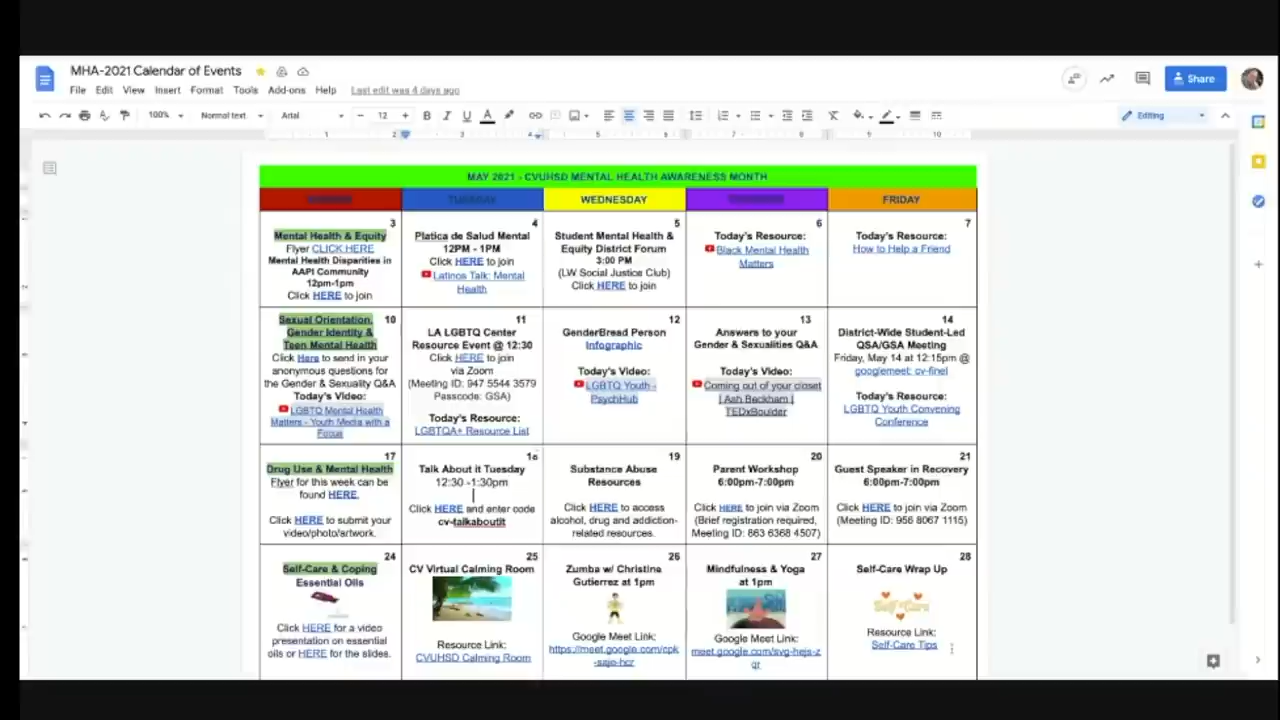 MHA-2021 Calendar of Events
File Edit View Insert Format Tools Add-ons Help Last edit was 4 days ago
Share
100% Normal text Arial 12 Editing
MAY 2021 - CVUHSD MENTAL HEALTH AWARENESS MONTH
TUESDAY WEDNESDAY FRIDAY
3
Mental Health & Equity
Flyer CLICK HERE
Mental Health Disparities in
AAPI Community
12pm-1pm
Click HERE to join
4
Platica de Salud Mental
12PM - 1PM
Click HERE to join
Latinos Talk: Mental
Health
5
Student Mental Health &
Equity District Forum
3:00 PM
(LW Social Justice Club)
Click HERE to join
6
Today's Resource:
Black Mental Health
Matters
7
Today's Resource:
How to Help a Friend
10
Sexual Orientation,
Gender Identity &
Teen Mental Health
Click Here to send in your
anonymous questions for
the Gender & Sexuality Q&A
Today's Video:
LGBTQ Mental Health
Matters - Youth Media with a
Focus
11
LA LGBTQ Center
Resource Event @ 12:30
Click HERE to join
via Zoom
(Meeting ID: 947 5544 3579
Passcode: GSA)
Today's Resource:
LGBTQA+ Resource List
12
GenderBread Person
Infographic
Today's Video:
LGBTQ Youth -
PsychHub
13
Answers to your
Gender & Sexualities Q&A
Today's Video:
Coming out of your closet
| Ash Beckham |
TEDxBoulder
14
District-Wide Student-Led
QSA/GSA Meeting
Friday, May 14 at 12:15pm @
googlemeet: cv-finel
Today's Resource:
LGBTQ Youth Convening
Conference
17
Drug Use & Mental Health
Flyer for this week can be
found HERE.
Click HERE to submit your
video/photo/artwork.
18
Talk About it Tuesday
12:30 -1:30pm
Click HERE and enter code
cv-talkaboutit
19
Substance Abuse
Resources
Click HERE to access
alcohol, drug and addiction-
related resources.
20
Parent Workshop
6:00pm-7:00pm
Click HERE to join via Zoom
(Brief registration required,
Meeting ID: 863 6368 4507)
21
Guest Speaker in Recovery
6:00pm-7:00pm
Click HERE to join via Zoom
(Meeting ID: 956 8067 1115)
24
Self-Care & Coping
Essential Oils
Click HERE for a video
presentation on essential
oils or HERE for the slides.
25
CV Virtual Calming Room
Resource Link:
CVUHSD Calming Room
26
Zumba w/ Christine
Gutierrez at 1pm
Google Meet Link:
https://meet.google.com/cpk
-sajo-hcr
27
Mindfulness & Yoga
at 1pm
Google Meet Link:
meet.google.com/svg-hejs-z
28
Self-Care Wrap Up
Self Care
Resource Link:
Self-Care Tips